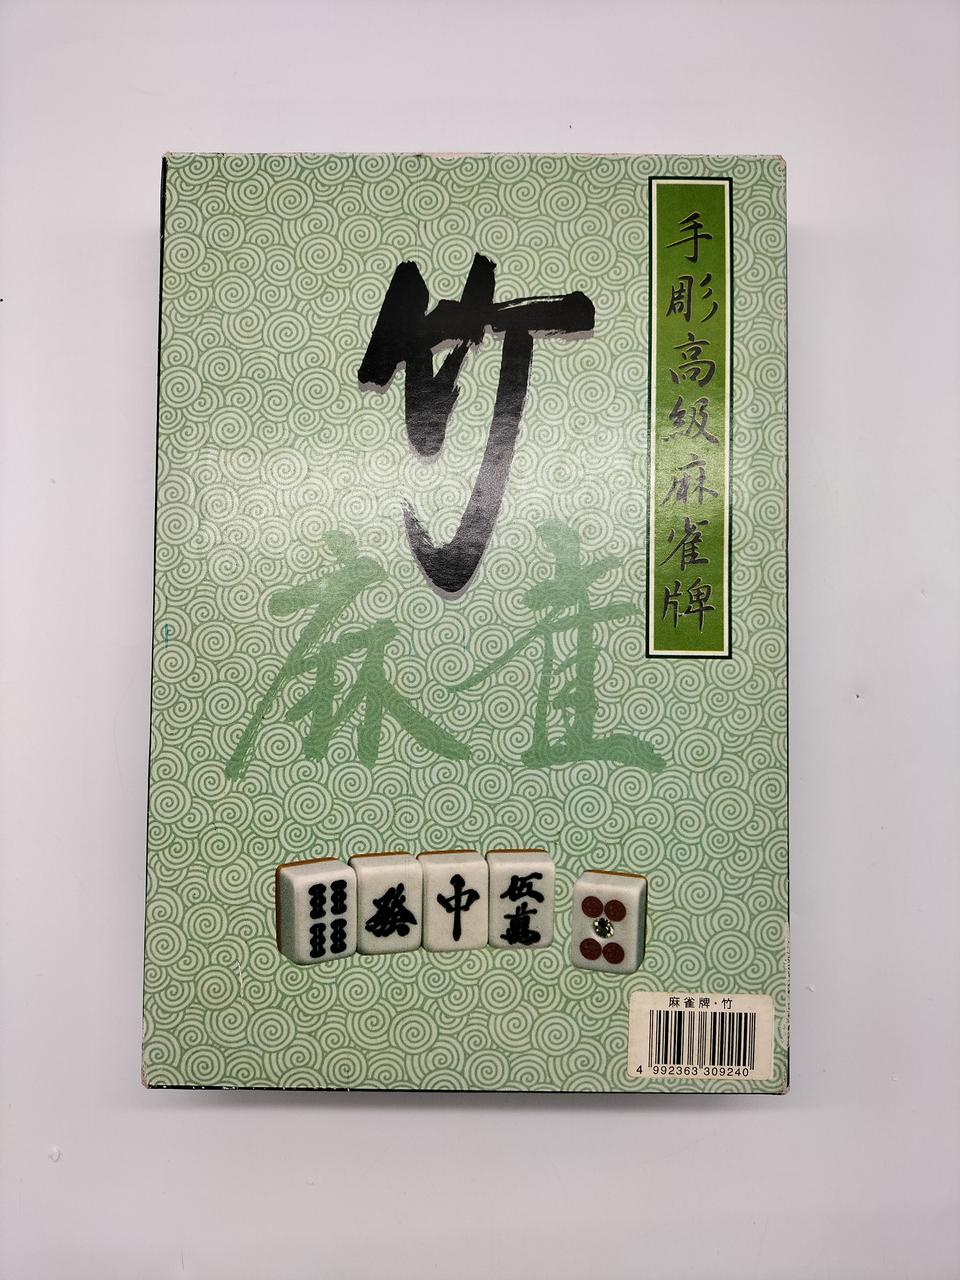 手彫高級麻雀牌
竹
麻雀
發
中
伍萬
麻雀牌・竹
4 992363 309240